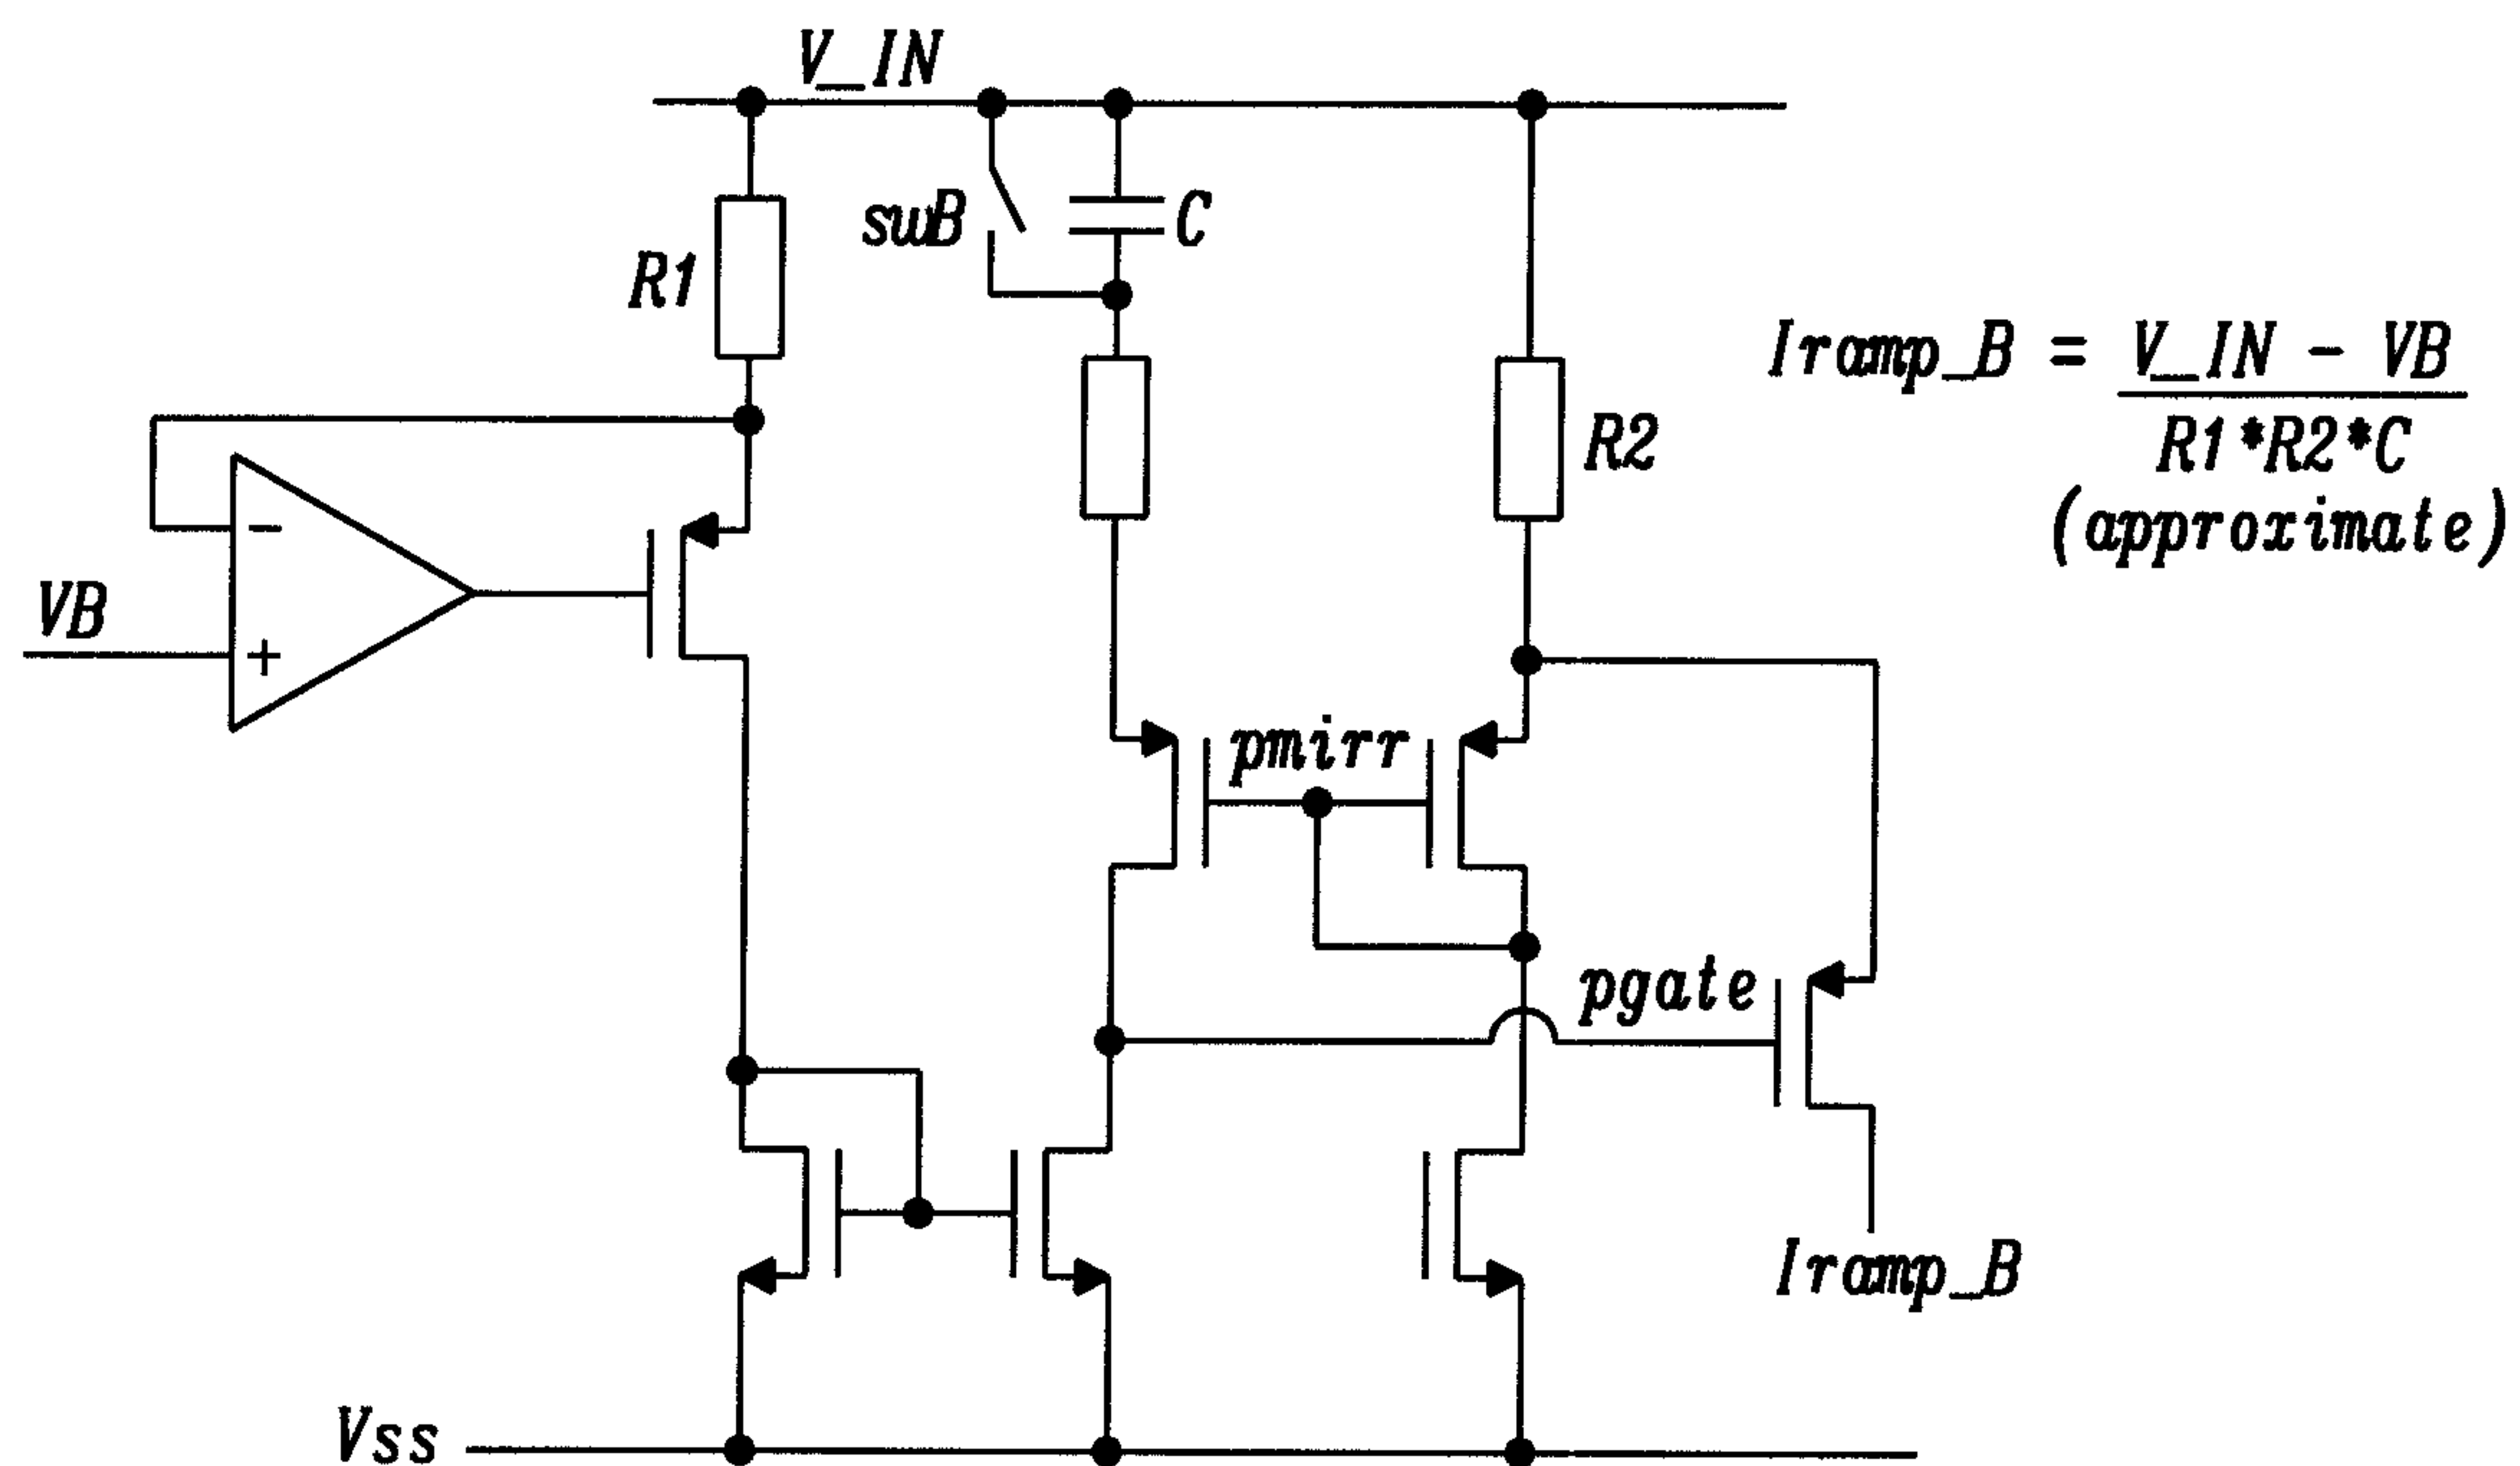 V_IN
swB
C
R1
R2
Iramp_B = V_IN - VB
R1*R2*C
(approximate)
-
VB
+
pmirr
pgate
Iramp_B
Vss